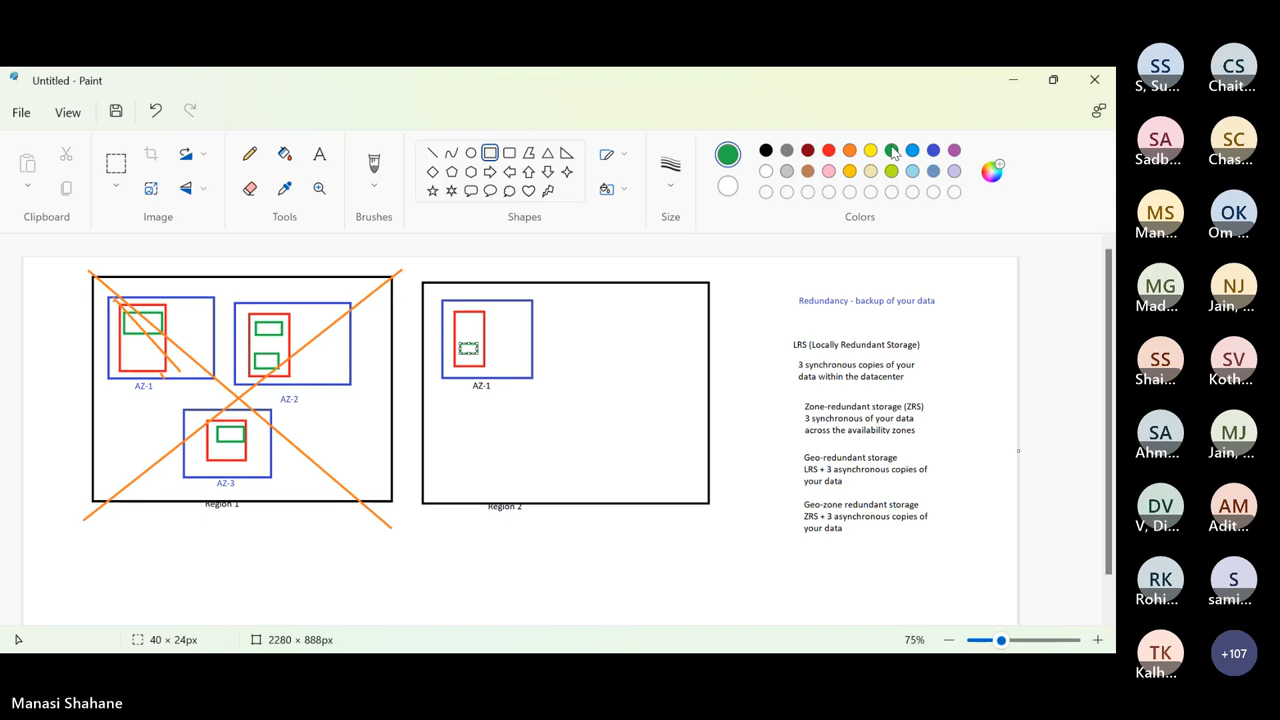 Untitled - Paint
File
View
Clipboard
Image
Tools
Brushes
Shapes
Size
Colors
AZ-1
AZ-2
AZ-3
Region 1
AZ-1
Region 2
Redundancy - backup of your data
LRS (Locally Redundant Storage)
3 synchronous copies of your
data within the datacenter
Zone-redundant storage (ZRS)
3 synchronous of your data
across the availability zones
Geo-redundant storage
LRS + 3 asynchronous copies of
your data
Geo-zone redundant storage
ZRS + 3 asynchronous copies of
your data
40 × 24px
2280 × 888px
75%
SS
S, Su...
CS
Chait...
SA
Sadb...
SC
Chas...
MS
Man...
OK
Om ...
MG
Mad...
NJ
Jain, ...
SS
Shai...
SV
Koth...
SA
Ahm...
MJ
Jain, ...
DV
V, Di...
AM
Adit...
RK
Rohi...
S
sami...
TK
Kalh...
+107
Manasi Shahane